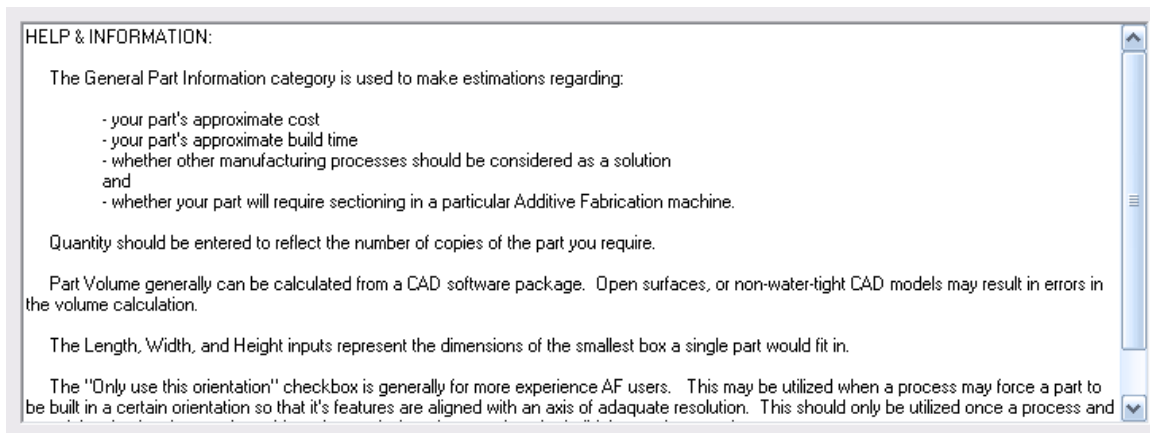 HELP & INFORMATION:
The General Part Information category is used to make estimations regarding:
- your part's approximate cost
- your part's approximate build time
- whether other manufacturing processes should be considered as a solution
and
- whether your part will require sectioning in a particular Additive Fabrication machine.
Quantity should be entered to reflect the number of copies of the part you require.
Part Volume generally can be calculated from a CAD software package.  Open surfaces, or non-water-tight CAD models may result in errors in
the volume calculation.
The Length, Width, and Height inputs represent the dimensions of the smallest box a single part would fit in.
The "Only use this orientation" checkbox is generally for more experience AF users.   This may be utilized when a process may force a part to
be built in a certain orientation so that it's features are aligned with an axis of adaquate resolution.  This should only be utilized once a process and